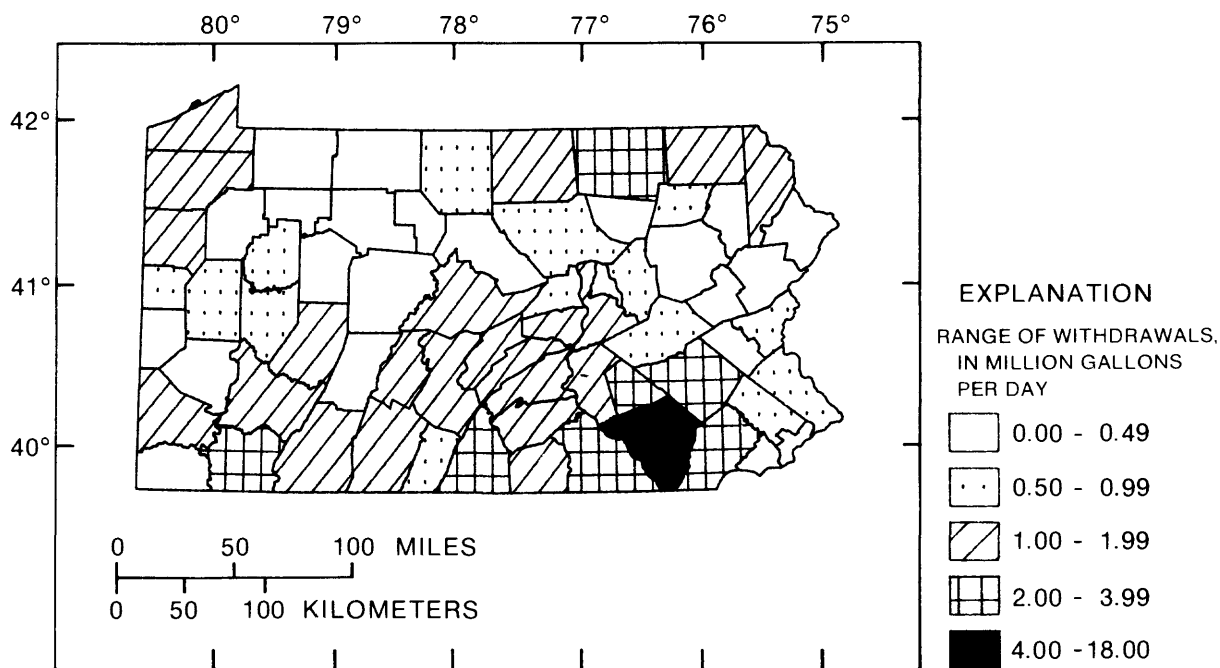 80° 79° 78° 77° 76° 75°
42°
41°
40°
0 50 100 MILES
0 50 100 KILOMETERS
EXPLANATION
RANGE OF WITHDRAWALS,
IN MILLION GALLONS
PER DAY
0.00 - 0.49
0.50 - 0.99
1.00 - 1.99
2.00 - 3.99
4.00 -18.00